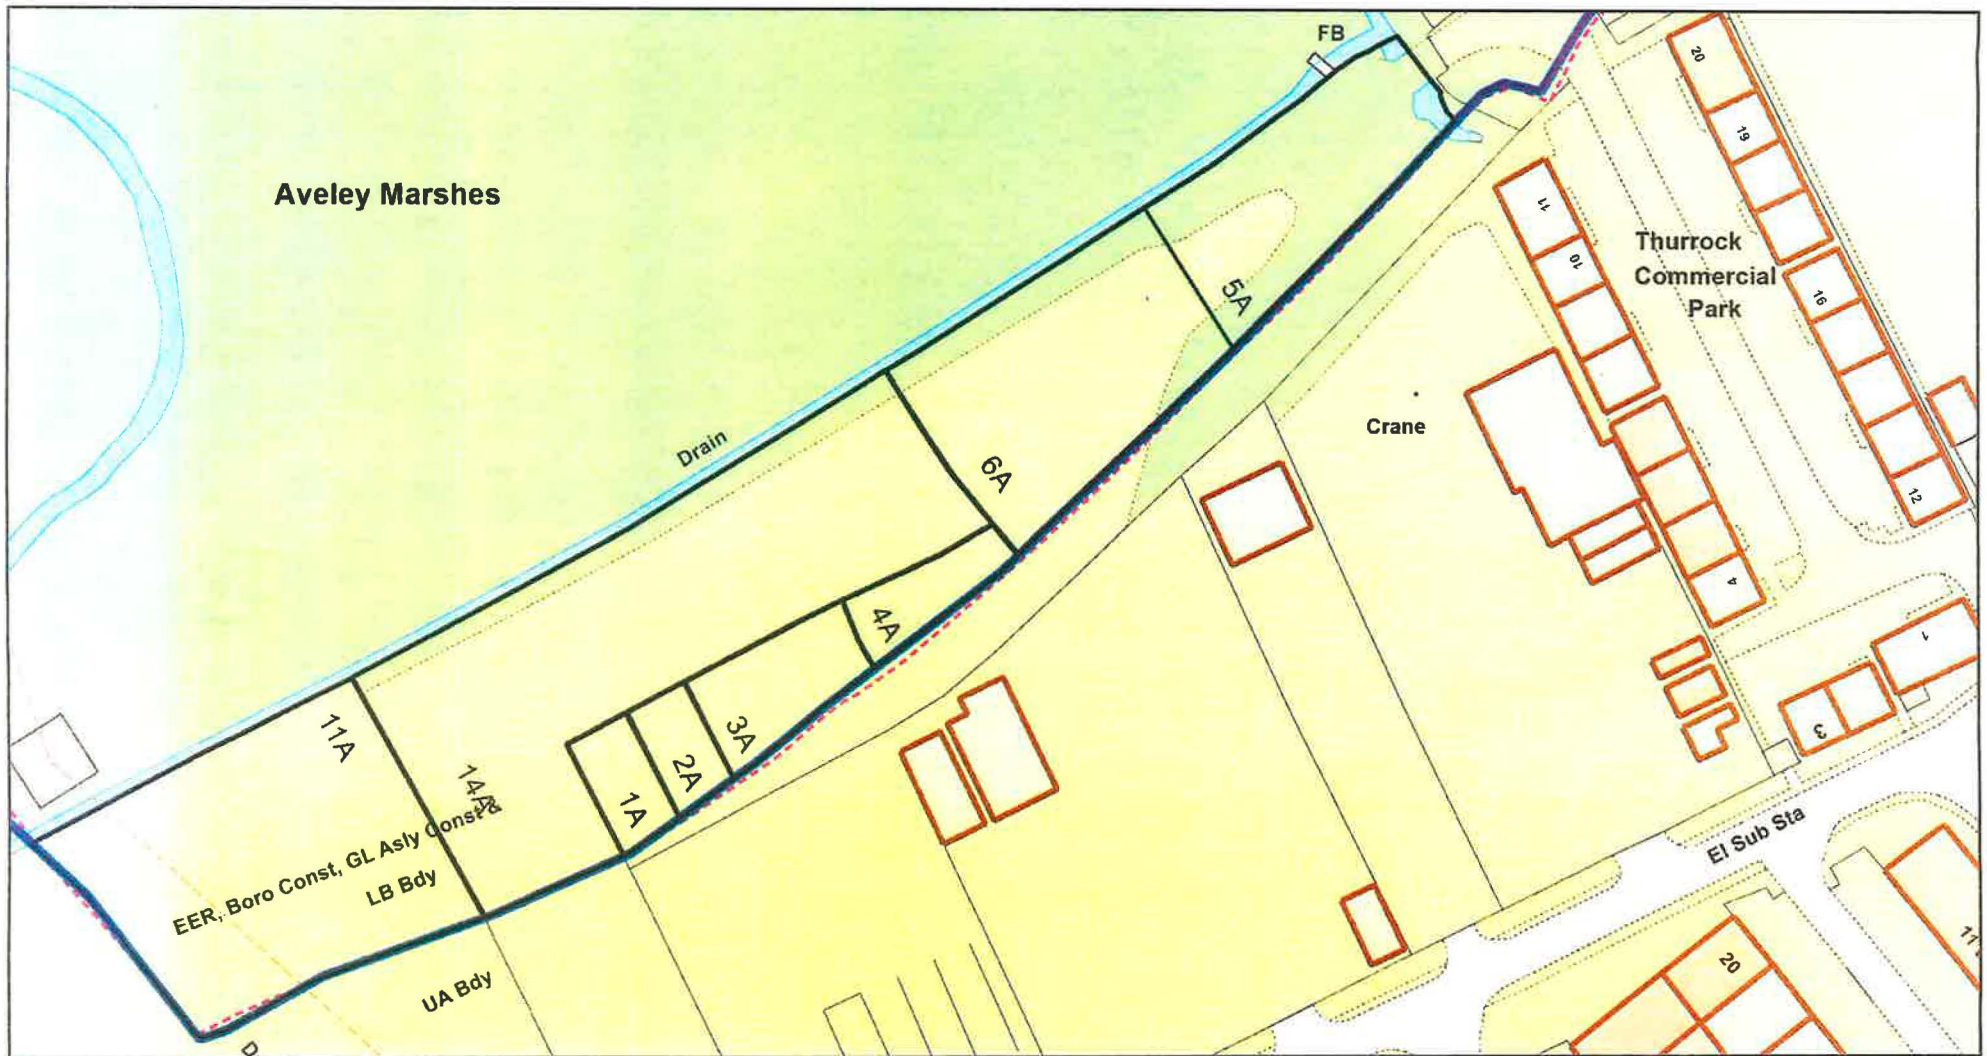 FB
20
19
Aveley Marshes
11
10
Thurrock
Commercial
Park
16
5A
Drain
Crane
6A
12
4
4A
1
11A
3A
3
14A
2A
1A
EER, Boro Const, GL Asly Const &
LB Bdy
El Sub Sta
UA Bdy
20
11
D